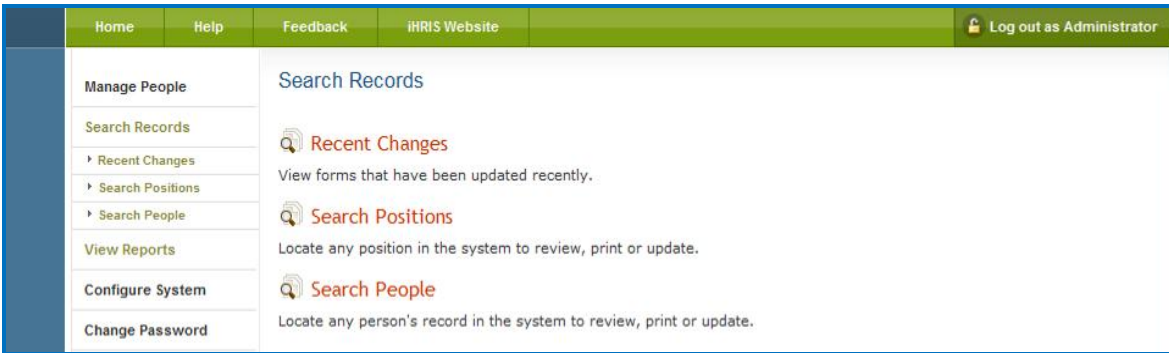 Home Help Feedback iHRIS Website Log out as Administrator
Manage People
Search Records
Recent Changes
Search Positions
Search People
View Reports
Configure System
Change Password
Search Records
Recent Changes
View forms that have been updated recently.
Search Positions
Locate any position in the system to review, print or update.
Search People
Locate any person's record in the system to review, print or update.